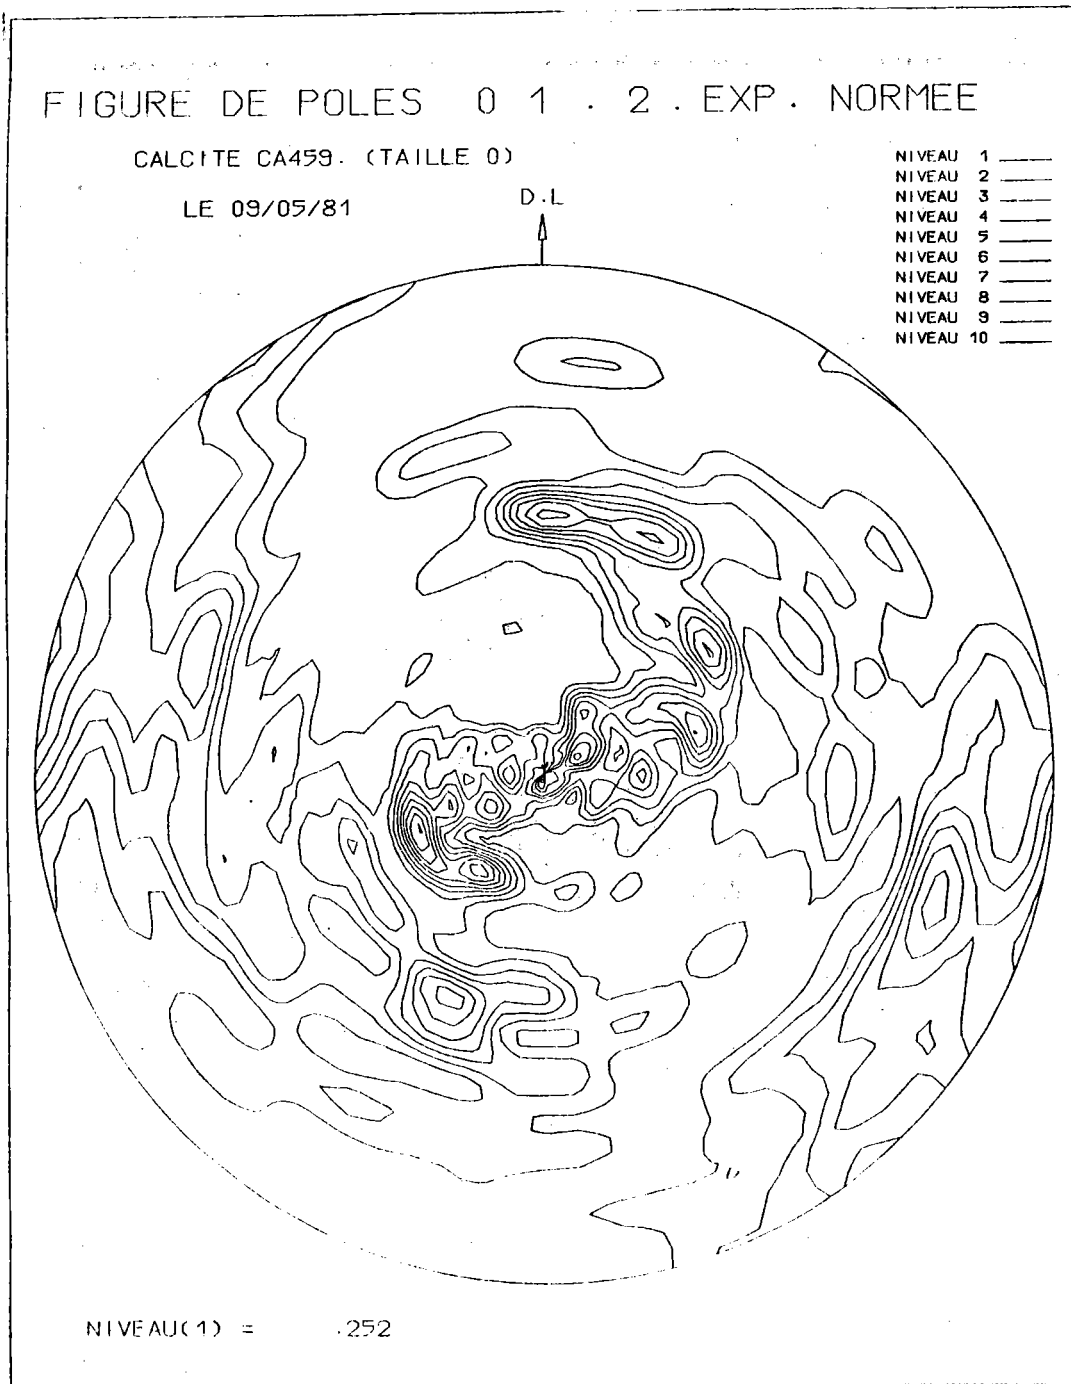 FIGURE DE POLES 0 1 . 2 . EXP . NORMEE
CALCITE CA459. (TAILLE 0)
LE 09/05/81
D.L
NIVEAU 1
NIVEAU 2
NIVEAU 3
NIVEAU 4
NIVEAU 5
NIVEAU 6
NIVEAU 7
NIVEAU 8
NIVEAU 9
NIVEAU 10
NIVEAU(1) = .252